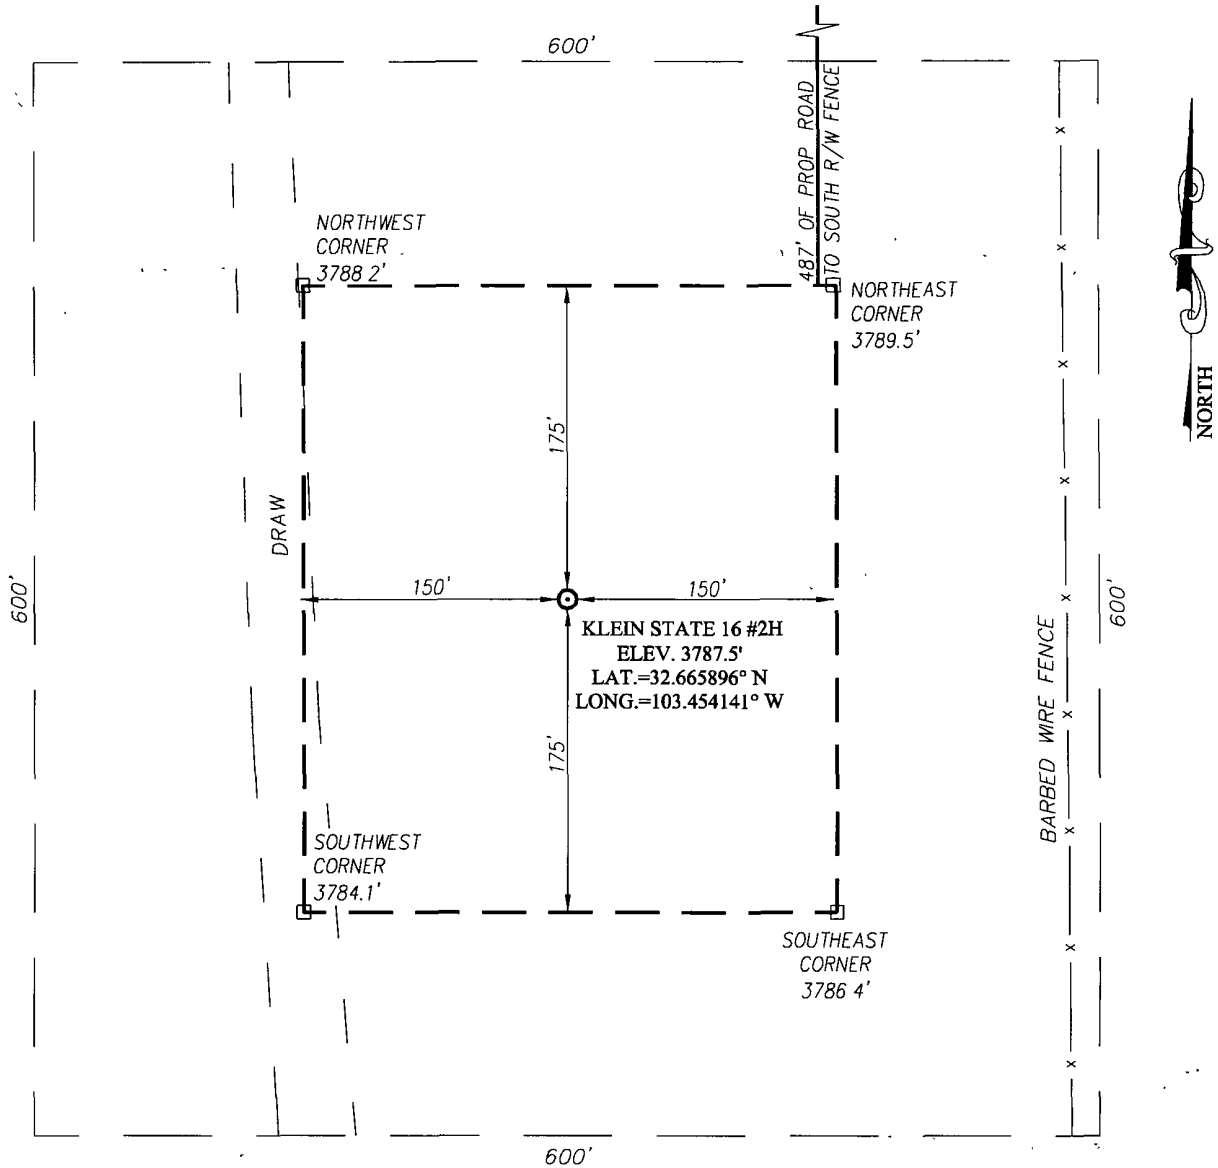 600'
487' OF PROP ROAD
TO SOUTH R/W FENCE
NORTHWEST
CORNER
3788 2'
NORTHEAST
CORNER
3789.5'
NORTH
175'
DRAW
600'
150'
150'
600'
KLEIN STATE 16 #2H
ELEV. 3787.5'
LAT.=32.665896° N
LONG.=103.454141° W
BARBED WIRE FENCE
175'
SOUTHWEST
CORNER
3784.1'
SOUTHEAST
CORNER
3786 4'
600'